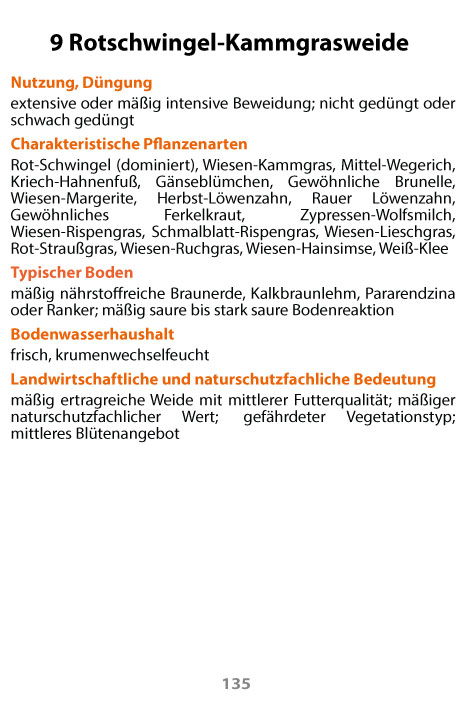 9 Rotschwingel-Kammgrasweide
Nutzung, Düngung
extensive oder mäßig intensive Beweidung; nicht gedüngt oder
schwach gedüngt
Charakteristische Pflanzenarten
Rot-Schwingel (dominiert), Wiesen-Kammgras, Mittel-Wegerich,
Kriech-Hahnenfuß, Gänseblümchen, Gewöhnliche Brunelle,
Wiesen-Margerite, Herbst-Löwenzahn, Rauer Löwenzahn,
Gewöhnliches Ferkelkraut, Zypressen-Wolfsmilch,
Wiesen-Rispengras, Schmalblatt-Rispengras, Wiesen-Lieschgras,
Rot-Straußgras, Wiesen-Ruchgras, Wiesen-Hainsimse, Weiß-Klee
Typischer Boden
mäßig nährstoffreiche Braunerde, Kalkbraunlehm, Pararendzina
oder Ranker; mäßig saure bis stark saure Bodenreaktion
Bodenwasserhaushalt
frisch, krumenwechselfeucht
Landwirtschaftliche und naturschutzfachliche Bedeutung
mäßig ertragreiche Weide mit mittlerer Futterqualität; mäßiger
naturschutzfachlicher Wert; gefährdeter Vegetationstyp;
mittleres Blütenangebot
135